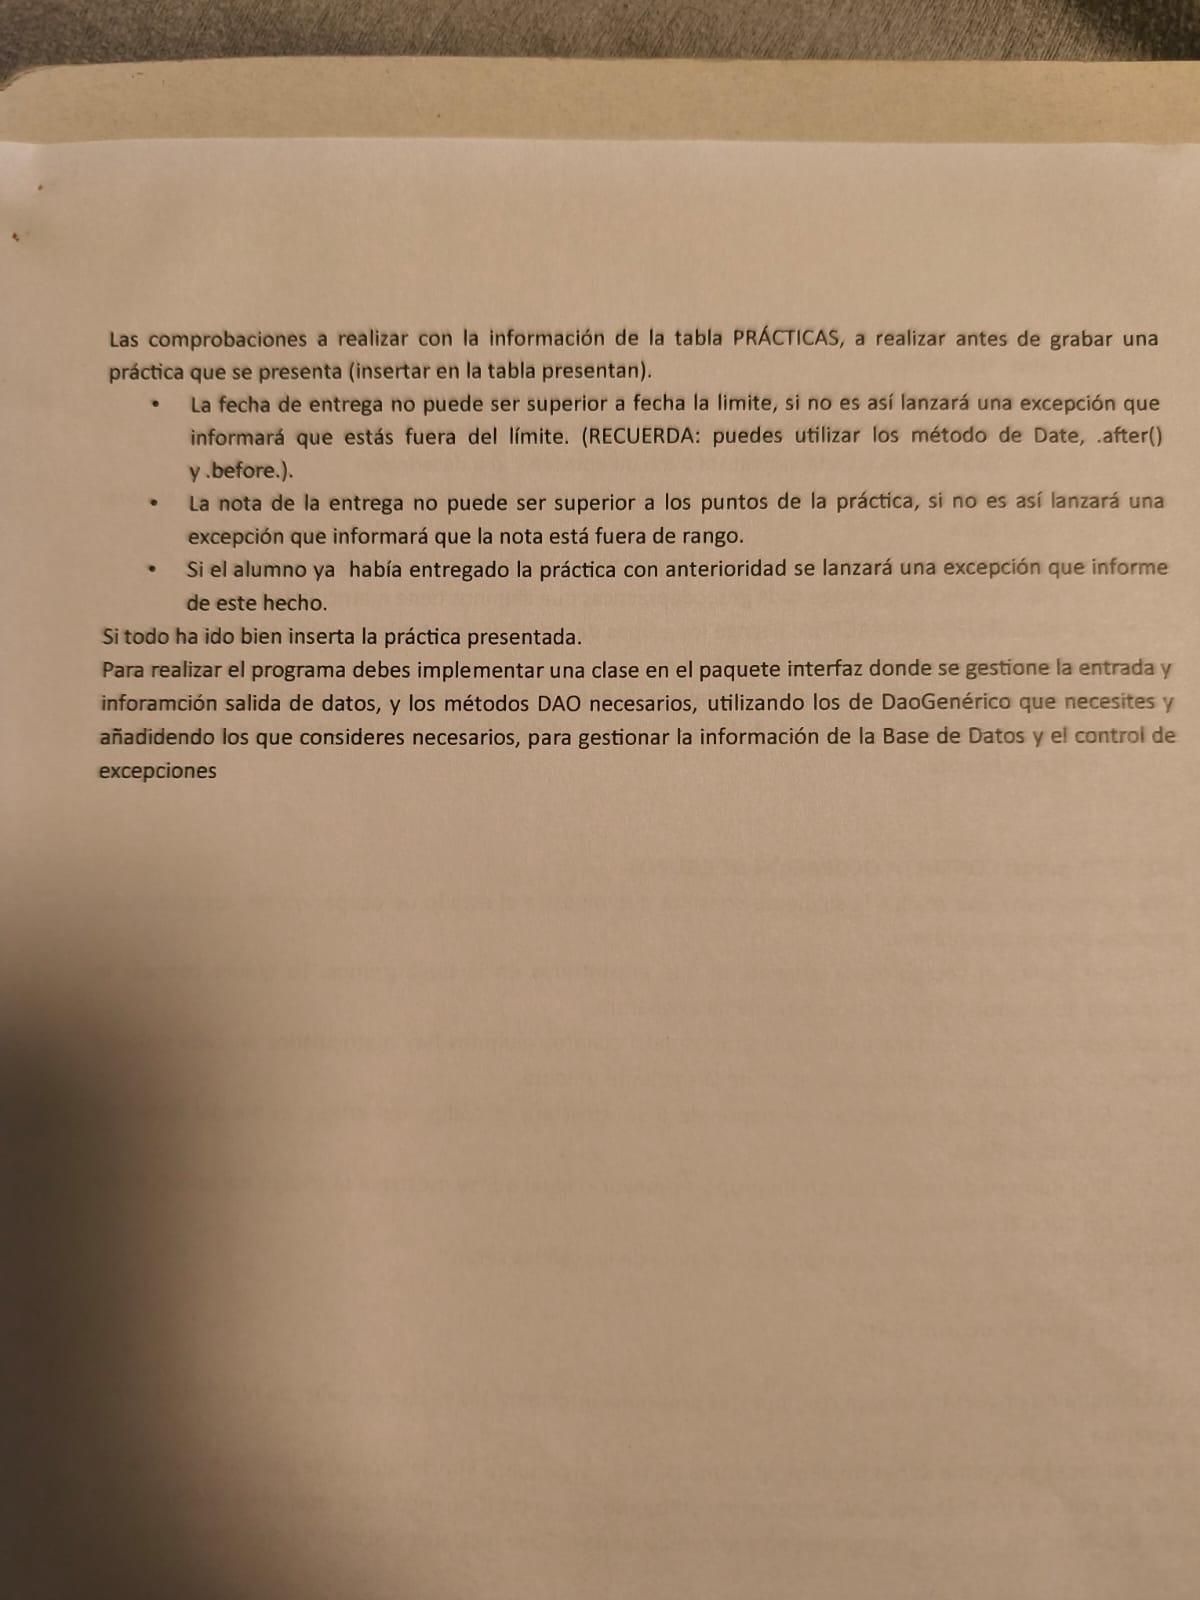 Las comprobaciones a realizar con la información de la tabla PRÁCTICAS, a realizar antes de grabar una
práctica que se presenta (insertar en la tabla presentan).
• La fecha de entrega no puede ser superior a fecha la limite, si no es así lanzará una excepción que
informará que estás fuera del límite. (RECUERDA: puedes utilizar los método de Date, .after()
y .before.).
• La nota de la entrega no puede ser superior a los puntos de la práctica, si no es así lanzará una
excepción que informará que la nota está fuera de rango.
• Si el alumno ya había entregado la práctica con anterioridad se lanzará una excepción que informe
de este hecho.
Si todo ha ido bien inserta la práctica presentada.
Para realizar el programa debes implementar una clase en el paquete interfaz donde se gestione la entrada y
inforamción salida de datos, y los métodos DAO necesarios, utilizando los de DaoGenérico que necesites y
añadidendo los que consideres necesarios, para gestionar la información de la Base de Datos y el control de
excepciones